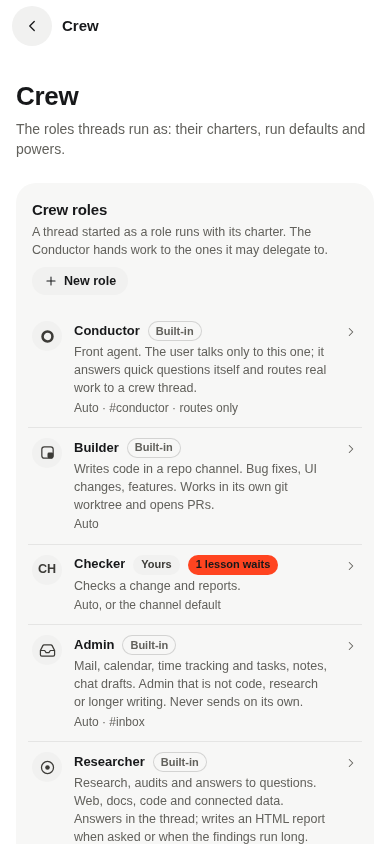 Crew
Crew
The roles threads run as: their charters, run defaults and
powers.
Crew roles
A thread started as a role runs with its charter. The
Conductor hands work to the ones it may delegate to.
New role
Conductor Built-in
Front agent. The user talks only to this one; it
answers quick questions itself and routes real
work to a crew thread.
Auto · #conductor · routes only
Builder Built-in
Writes code in a repo channel. Bug fixes, UI
changes, features. Works in its own git
worktree and opens PRs.
Auto
CH Checker Yours 1 lesson waits
Checks a change and reports.
Auto, or the channel default
Admin Built-in
Mail, calendar, time tracking and tasks, notes,
chat drafts. Admin that is not code, research
or longer writing. Never sends on its own.
Auto · #inbox
Researcher Built-in
Research, audits and answers to questions.
Web, docs, code and connected data.
Answers in the thread; writes an HTML report
when asked or when the findings run long.